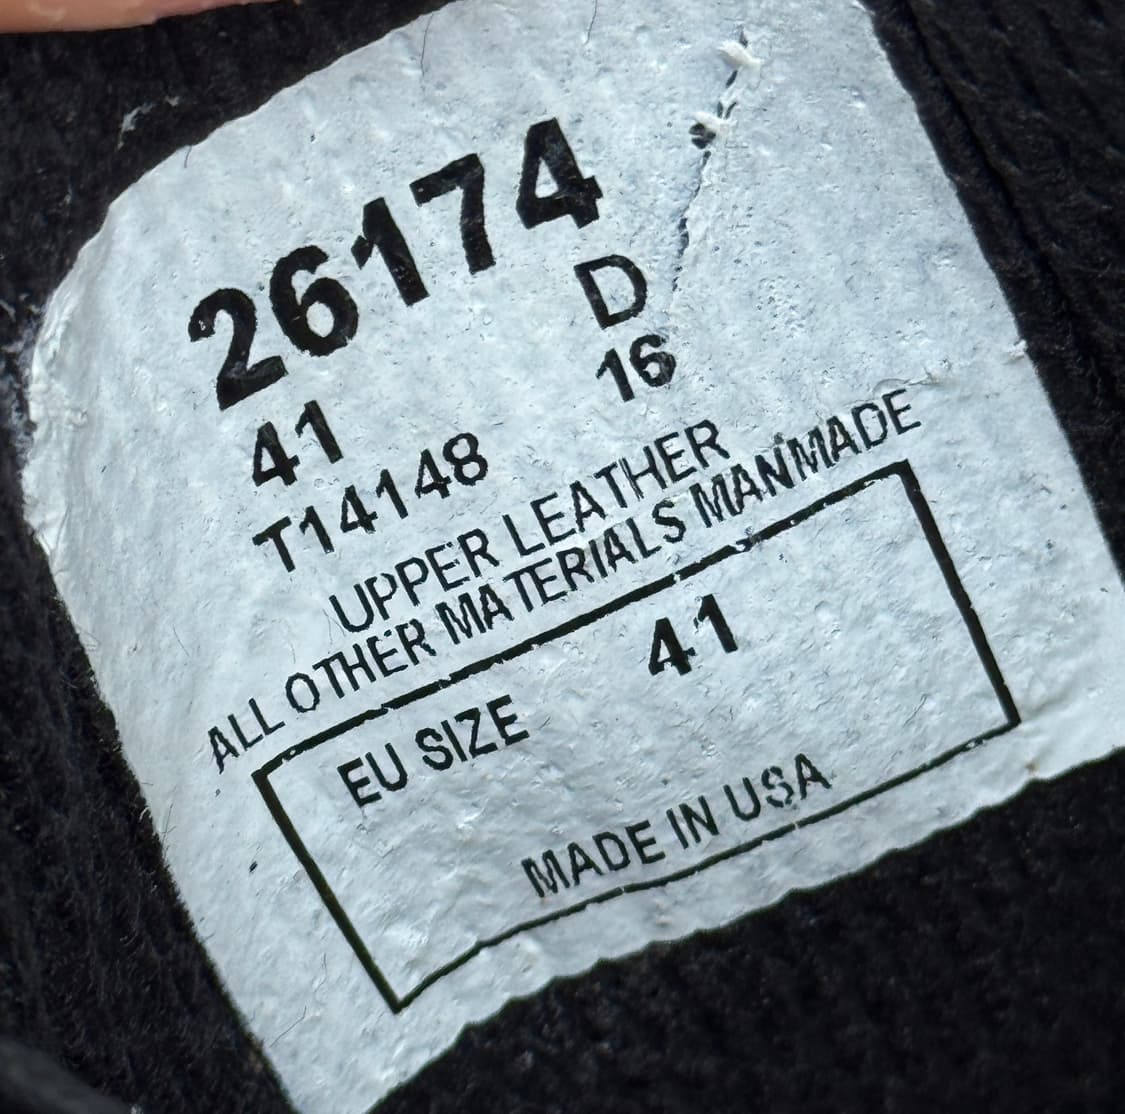 26174
D
41
16
T14148
UPPER LEATHER
ALL OTHER MATERIALS MANMADE
EU SIZE 41
MADE IN USA